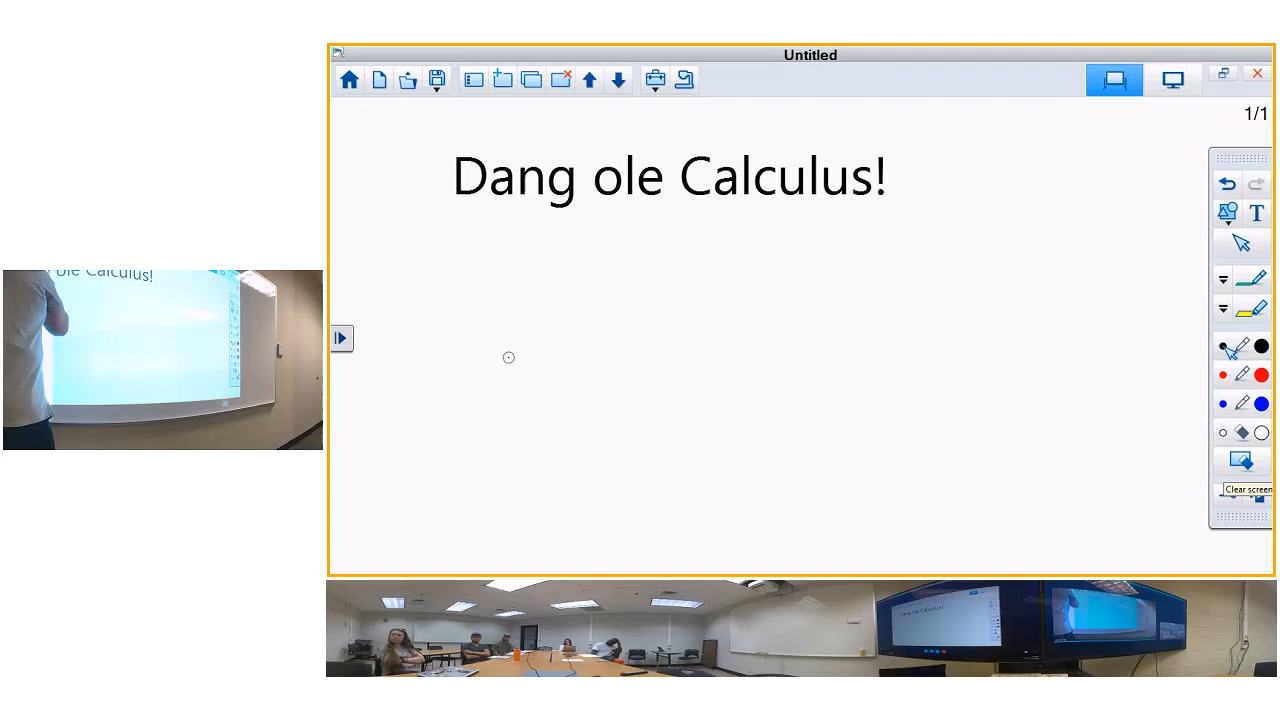 Untitled
1/1
Dang ole Calculus!
T
Clear screen
ole Calculus!
Dang ole Calculus!